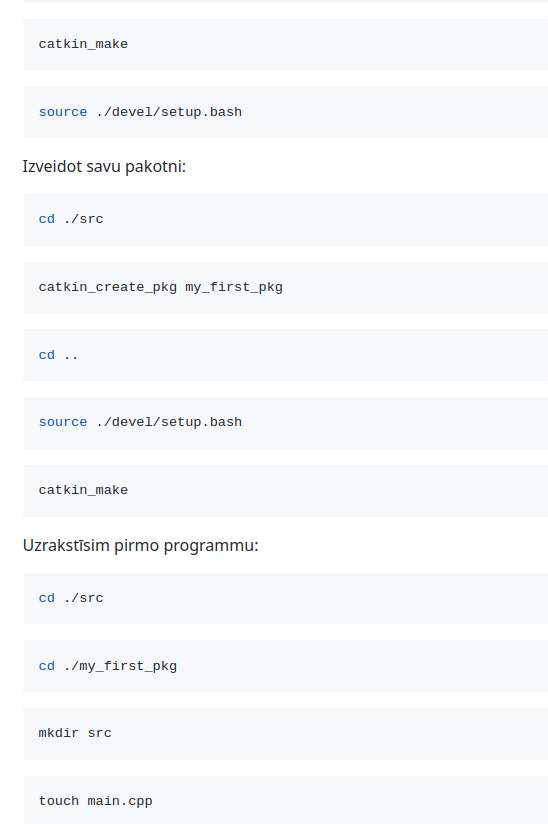 catkin_make
source ./devel/setup.bash
Izveidot savu pakotni:
cd ./src
catkin_create_pkg my_first_pkg
cd ..
source ./devel/setup.bash
catkin_make
Uzrakstīsim pirmo programmu:
cd ./src
cd ./my_first_pkg
mkdir src
touch main.cpp